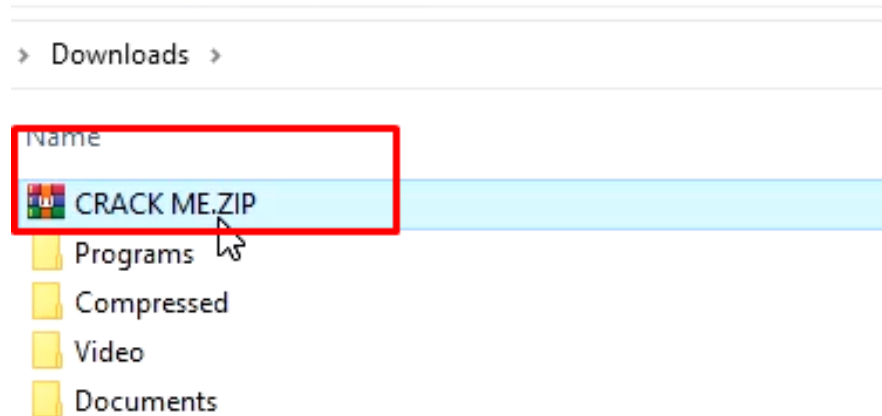 > Downloads >
Name
CRACK ME.ZIP
Programs
Compressed
Video
Documents